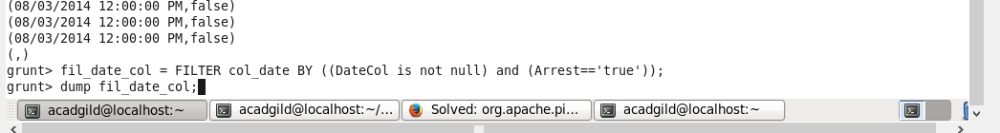 (08/03/2014 12:00:00 PM,false)
(08/03/2014 12:00:00 PM,false)
(08/03/2014 12:00:00 PM,false)
(,)
grunt> fil_date_col = FILTER col_date BY ((DateCol is not null) and (Arrest=='true'));
grunt> dump fil_date_col;
acadgild@localhost:~ acadgild@localhost:~/... Solved: org.apache.pi... acadgild@localhost:~